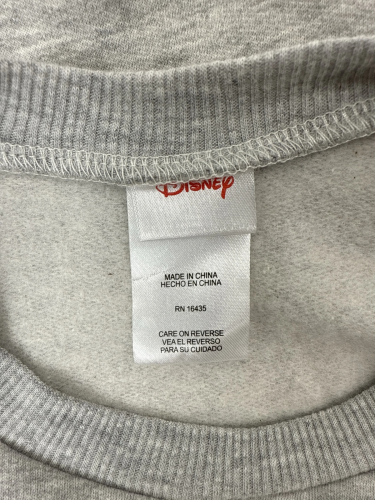 DISNEY
MADE IN CHINA
HECHO EN CHINA
RN 16435
CARE ON REVERSE
VEA EL REVERSO
PARA SU CUIDADO